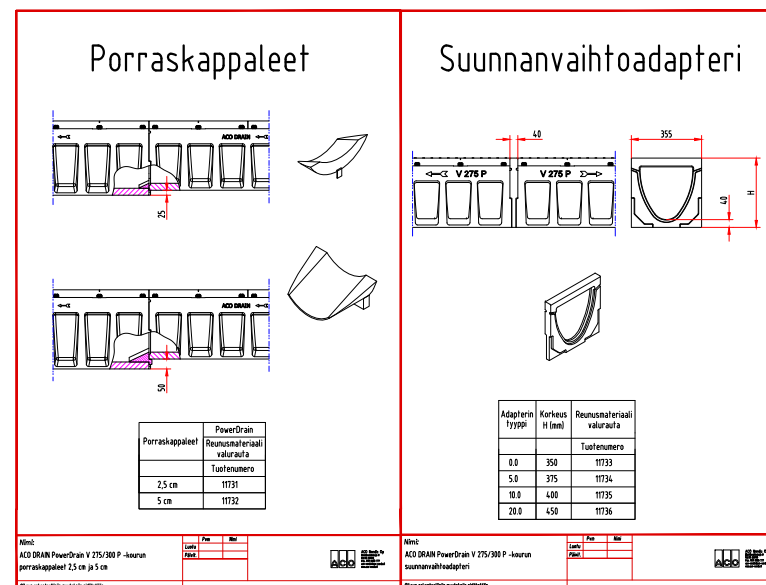 Porraskappaleet
ACO DRAIN
25
ACO DRAIN
50
Porraskappaleet
PowerDrain
Reunusmateriaali
valurauta
Tuotenumero
2,5 cm 11731
5 cm 11732
Nimi:
ACO DRAIN PowerDrain V 275/300 P -kourun
porraskappaleet 2,5 cm ja 5 cm
Pvm Nimi
Luotu
Päivit.
ACO
Suunnanvaihtoadapteri
40
355
V 275 P V 275 P
40
H
Adapterin
tyyppi
Korkeus
H (mm)
Reunusmateriaali
valurauta
Tuotenumero
0.0 350 11733
5.0 375 11734
10.0 400 11735
20.0 450 11736
Nimi:
ACO DRAIN PowerDrain V 275/300 P -kourun
suunnanvaihtoadapteri
Pvm Nimi
Luotu
Päivit.
ACO